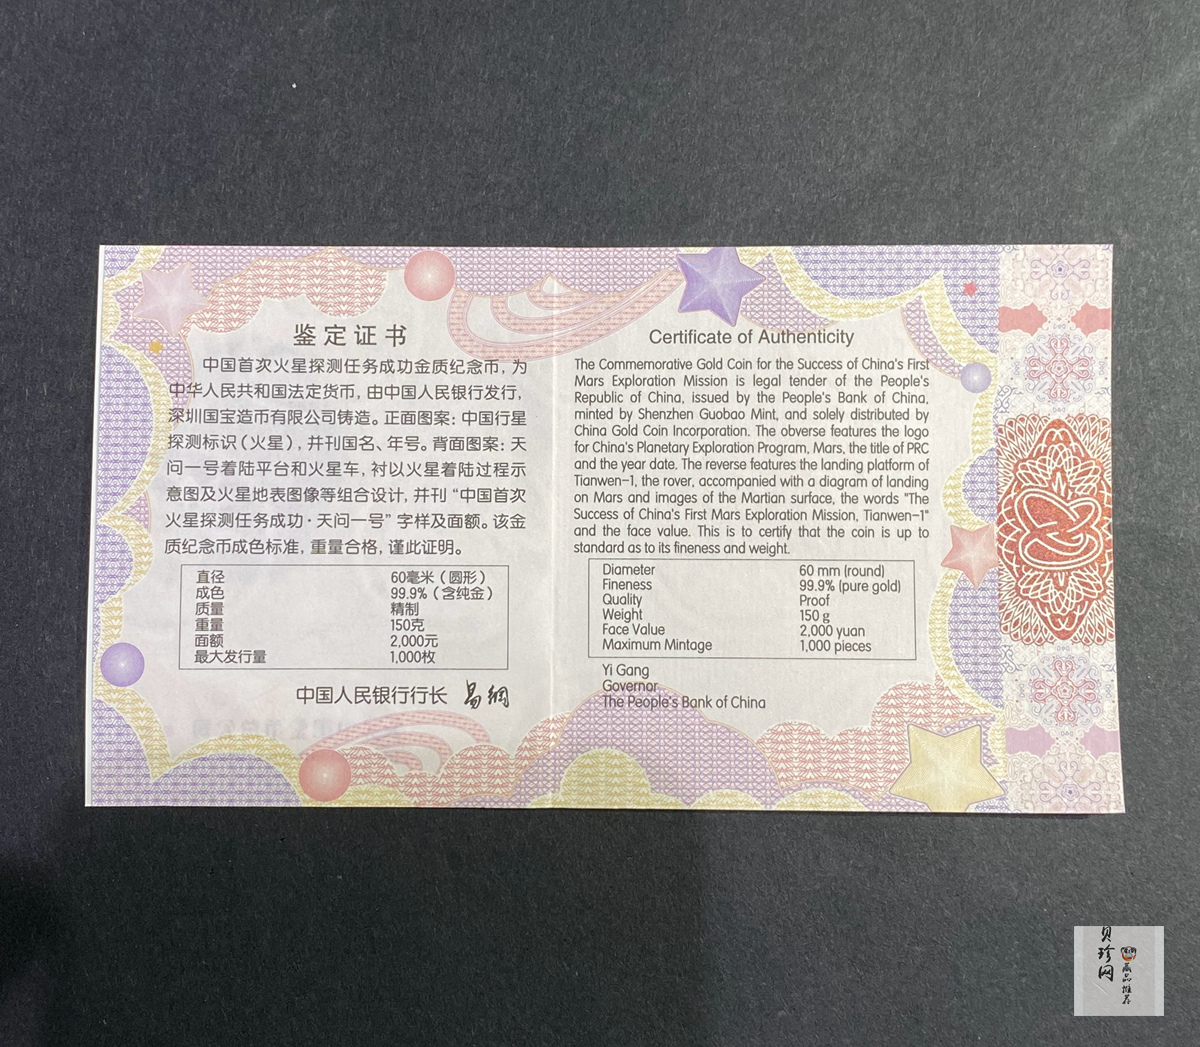 鉴定证书
中国首次火星探测任务成功金质纪念币，为
中华人民共和国法定货币，由中国人民银行发行，
深圳国宝造币有限公司铸造。正面图案：中国行星
探测标识（火星），并刊国名、年号。背面图案：天
问一号着陆平台和火星车，衬以火星着陆过程示
意图及火星地表图像等组合设计，并刊“中国首次
火星探测任务成功·天问一号”字样及面额。该金
质纪念币成色标准，重量合格，谨此证明。
直径 60毫米（圆形）
成色 99.9%（含纯金）
质量 精制
重量 150克
面额 2,000元
最大发行量 1,000枚
中国人民银行行长 易綱
Certificate of Authenticity
The Commemorative Gold Coin for the Success of China's First
Mars Exploration Mission is legal tender of the People's
Republic of China, issued by the People's Bank of China,
minted by Shenzhen Guobao Mint, and solely distributed by
China Gold Coin Incorporation. The obverse features the logo
for China's Planetary Exploration Program, Mars, the title of PRC
and the year date. The reverse features the landing platform of
Tianwen-1, the rover, accompanied with a diagram of landing
on Mars and images of the Martian surface, the words "The
Success of China's First Mars Exploration Mission, Tianwen-1"
and the face value. This is to certify that the coin is up to
standard as to its fineness and weight.
Diameter 60 mm (round)
Fineness 99.9% (pure gold)
Quality Proof
Weight 150 g
Face Value 2,000 yuan
Maximum Mintage 1,000 pieces
Yi Gang
Governor
The People's Bank of China
贝珍网
藏品推荐